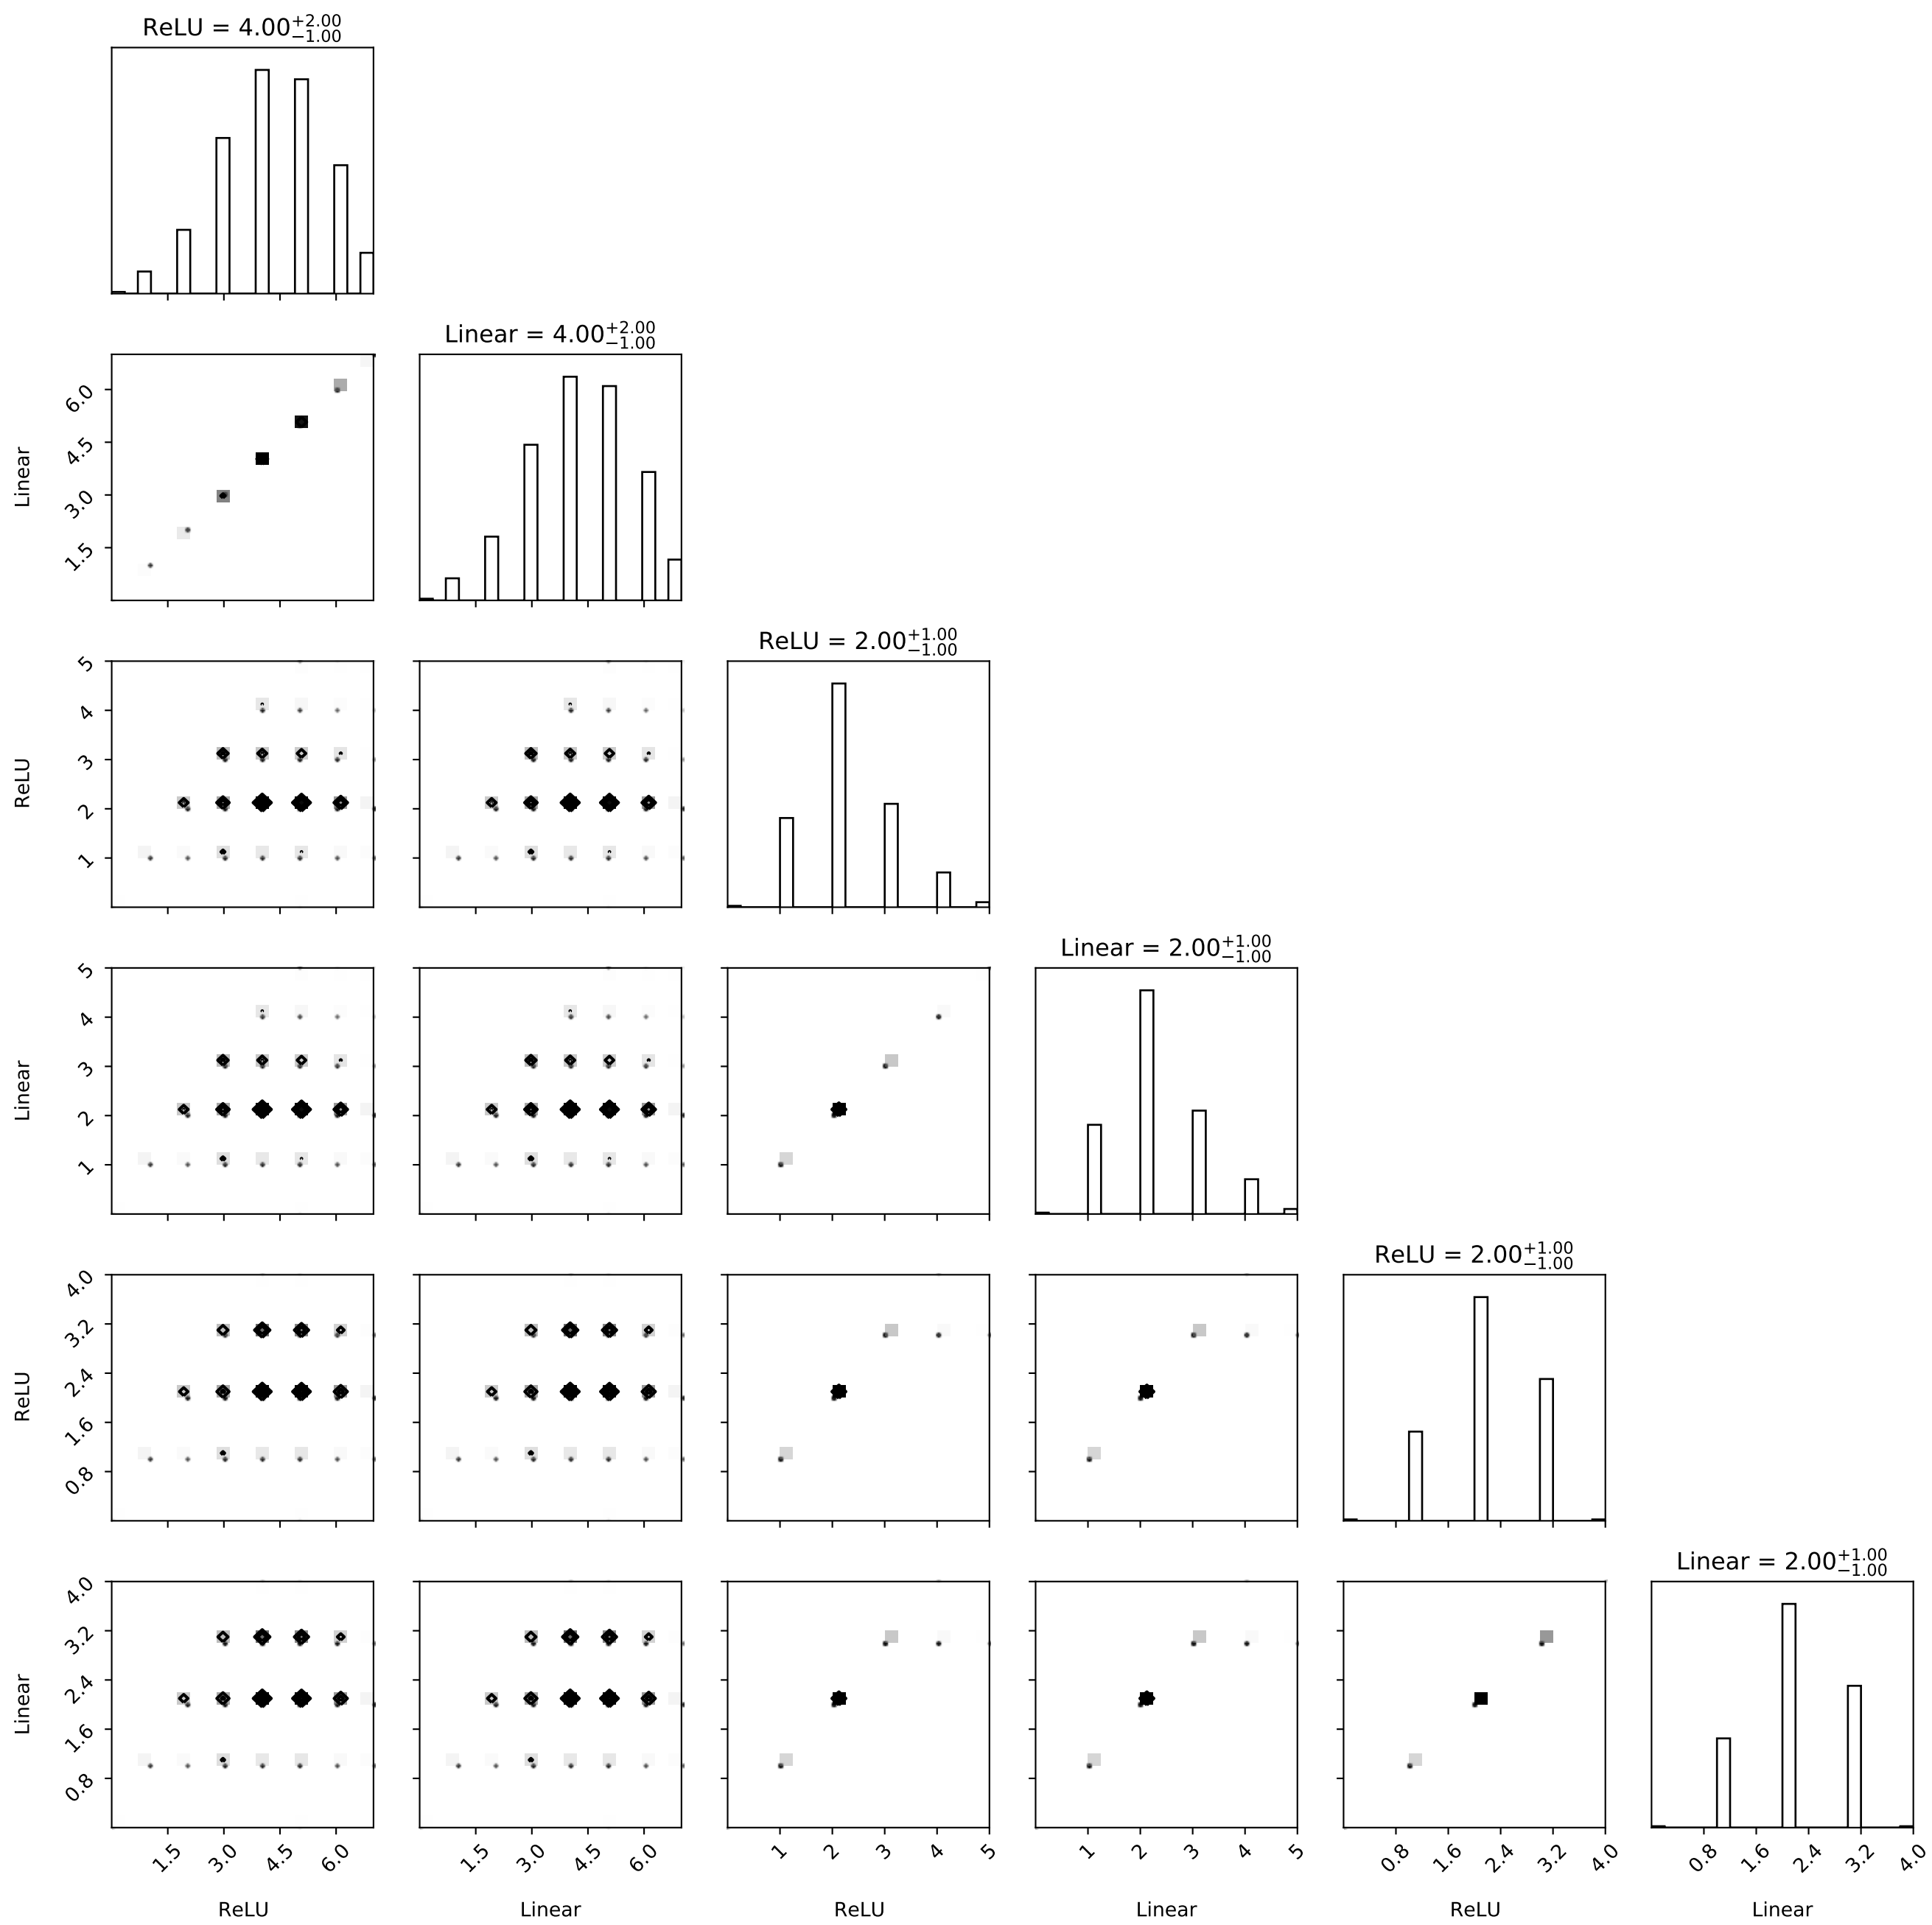 ReLU = 4.00+2.00−1.00
Linear = 4.00+2.00−1.00
6.0
4.5
3.0
1.5
Linear
ReLU = 2.00+1.00−1.00
5
4
3
2
1
ReLU
Linear = 2.00+1.00−1.00
5
4
3
2
1
Linear
ReLU = 2.00+1.00−1.00
4.0
3.2
2.4
1.6
0.8
ReLU
Linear = 2.00+1.00−1.00
4.0
3.2
2.4
1.6
0.8
Linear
1.5 3.0 4.5 6.0 1.5 3.0 4.5 6.0 1 2 3 4 5 1 2 3 4 5 0.8 1.6 2.4 3.2 4.0 0.8 1.6 2.4 3.2 4.0
ReLU Linear ReLU Linear ReLU Linear